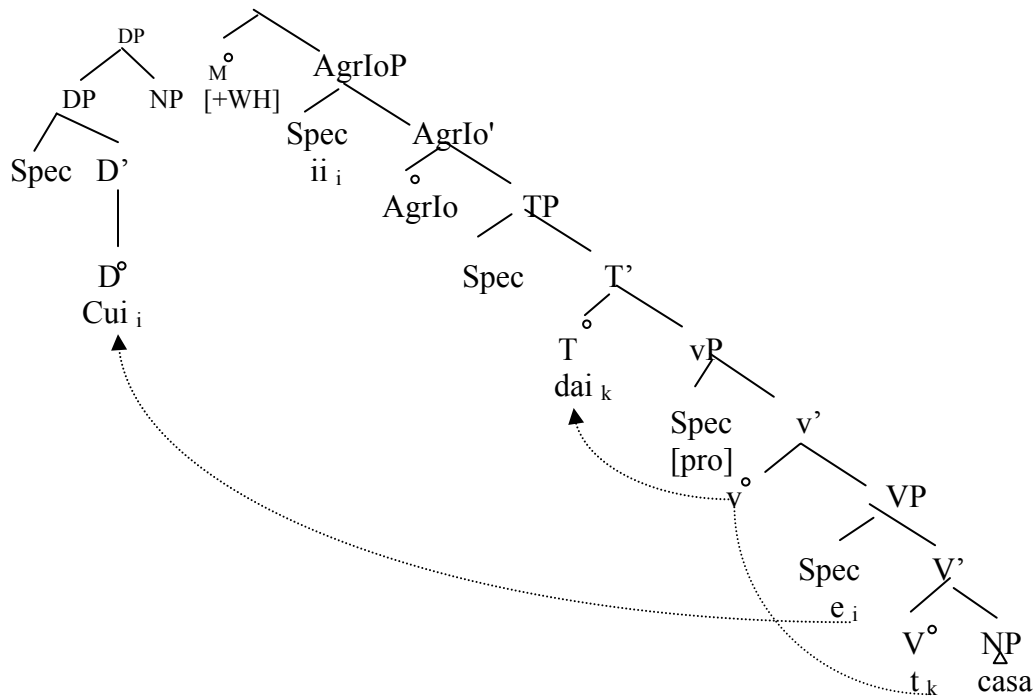 DP
M°
AgrIoP
DP NP [+WH]
Spec AgrIo'
Spec D’ ii i
°
AgrIo TP
D° Spec T’
Cui i
°
T vP
dai k
Spec v’
[pro]
v° VP
Spec V’
e i
V° NP
t k casa